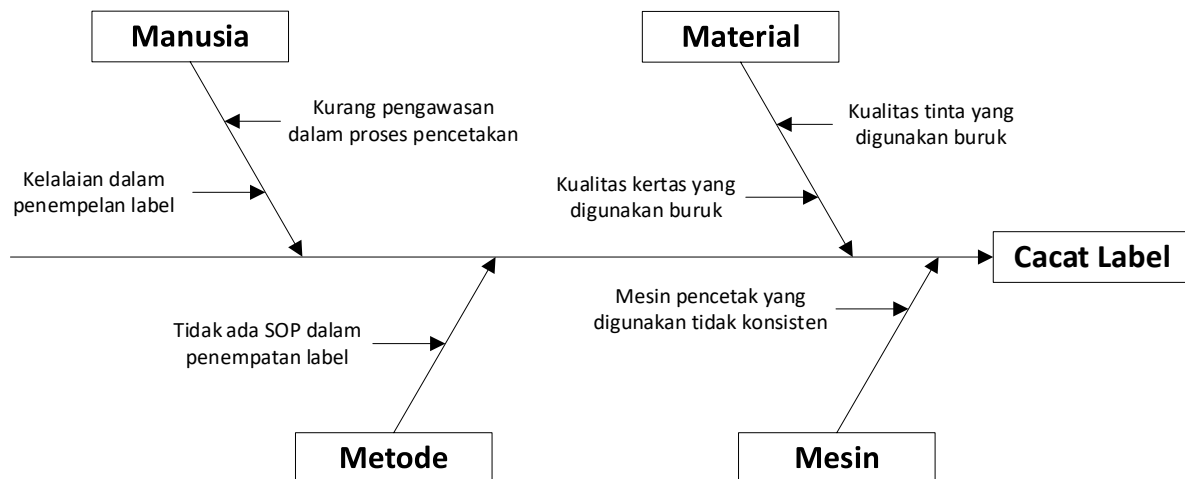 Manusia
Material
Kurang pengawasan
dalam proses pencetakan
Kualitas tinta yang
digunakan buruk
Kelalaian dalam
penempelan label
Kualitas kertas yang
digunakan buruk
Cacat Label
Tidak ada SOP dalam
penempatan label
Mesin pencetak yang
digunakan tidak konsisten
Metode
Mesin